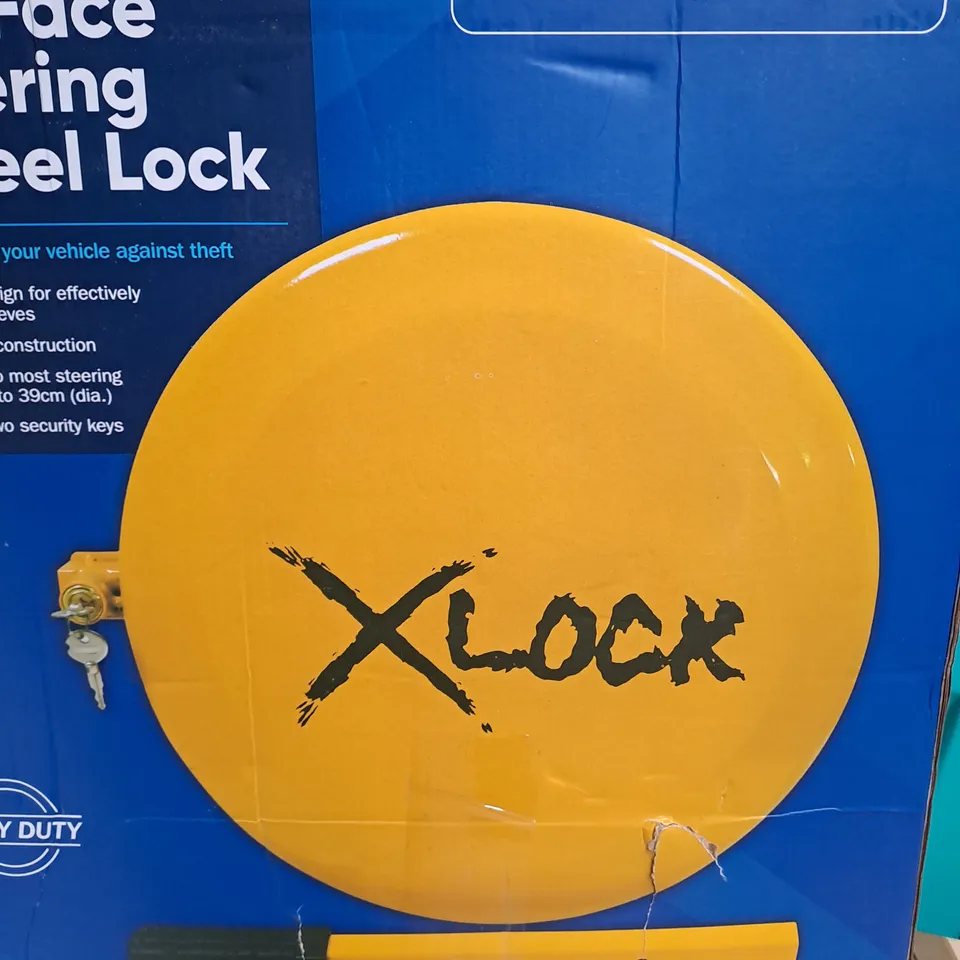 Face
ering
eel Lock
your vehicle against theft
ign for effectively
eves
construction
o most steering
to 39cm (dia.)
wo security keys
XLOCK
Y DUTY